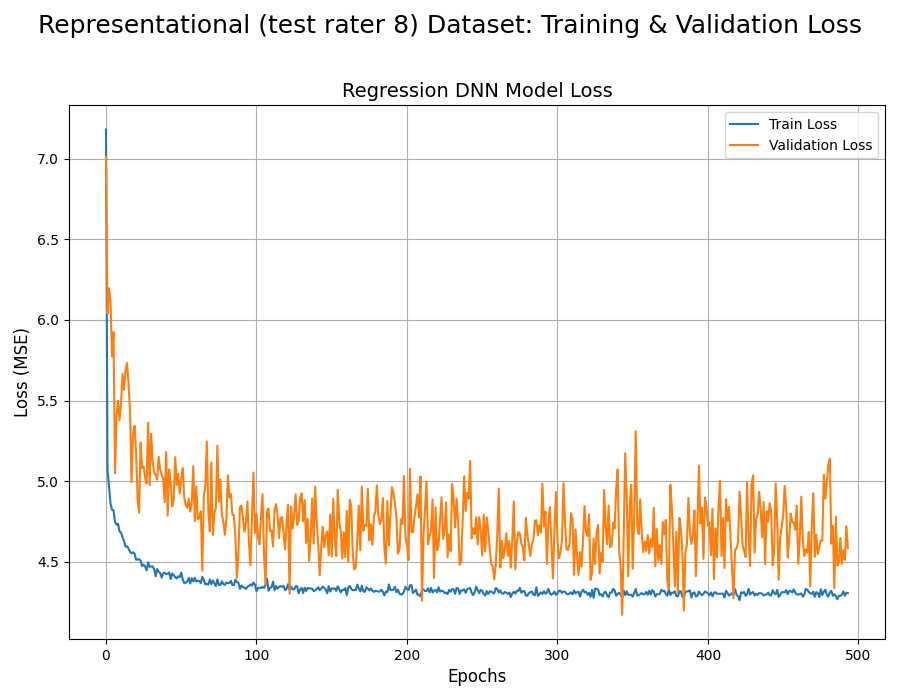 Representational (test rater 8) Dataset: Training & Validation Loss
Regression DNN Model Loss
Train Loss
Validation Loss
7.0
6.5
6.0
5.5
5.0
4.5
Loss (MSE)
0 100 200 300 400 500
Epochs